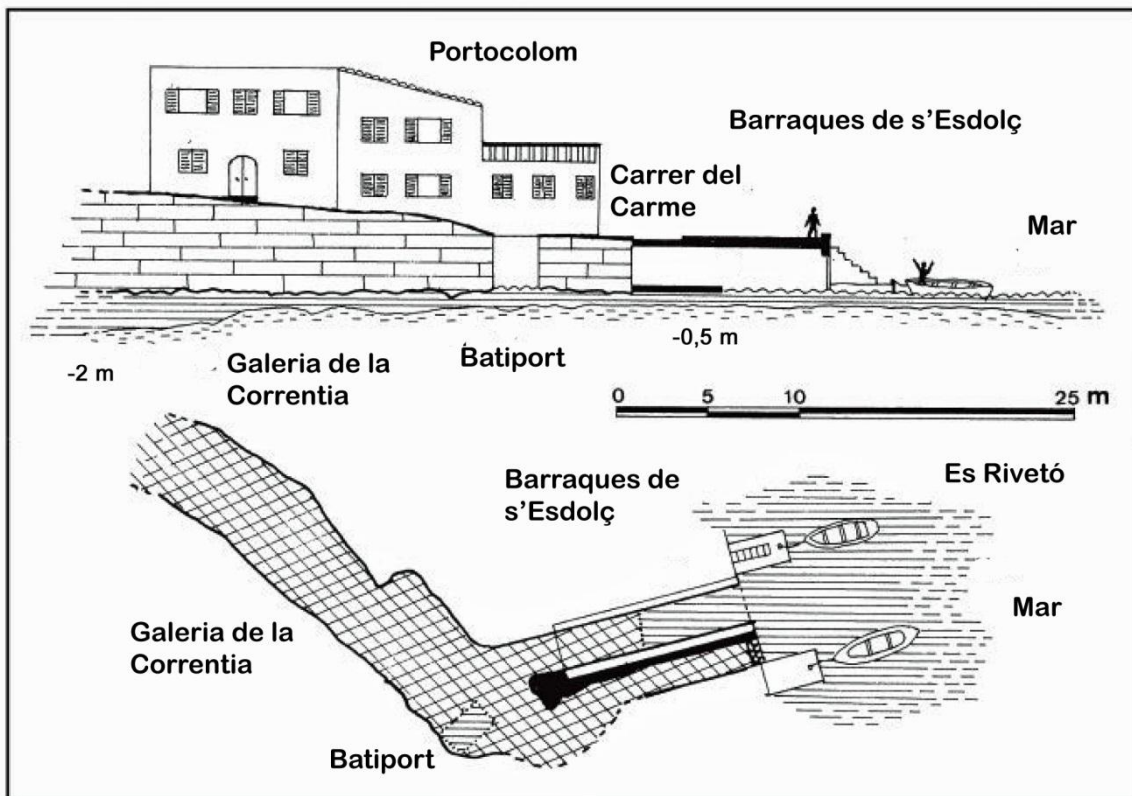 Portocolom
Barraques de s’Esdolç
Carrer del
Carme
Mar
-2 m
Galeria de la
Correntia
Batiport
-0,5 m
0 5 10 25 m
Barraques de
s’Esdolç
Es Rivetó
Galeria de la
Correntia
Mar
Batiport